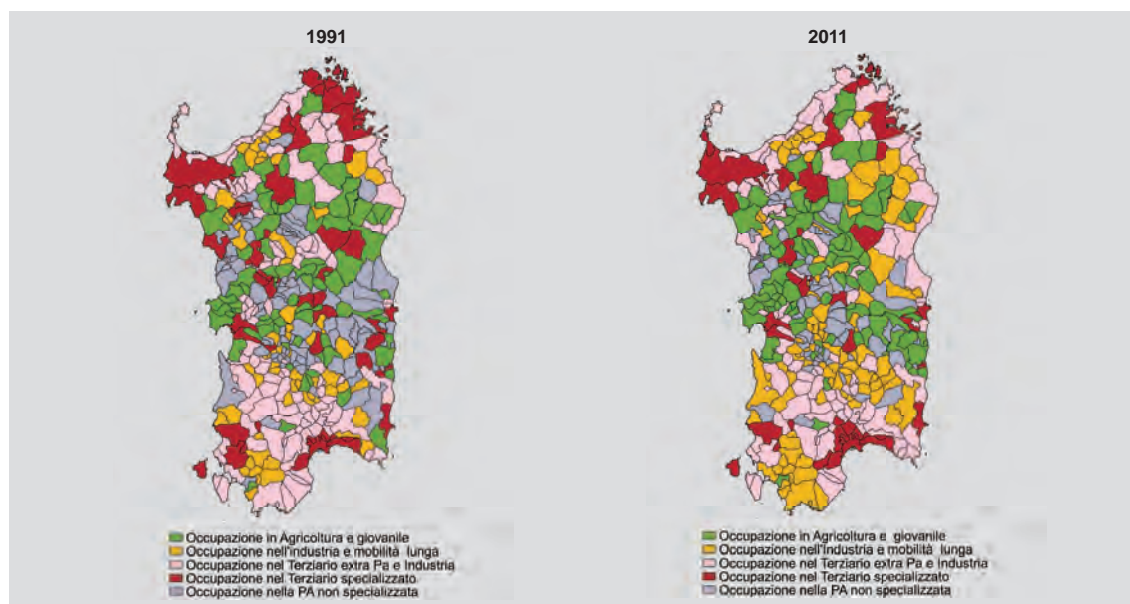 1991
2011
Occupazione in Agricoltura e giovanile
Occupazione nell'industria e mobilità lunga
Occupazione nel Terziario extra Pa e Industria
Occupazione nel Terziario specializzato
Occupazione nella PA non specializzata
Occupazione in Agricoltura e giovanile
Occupazione nell'Industria e mobilità lunga
Occupazione nel Terziario extra Pa e Industria
Occupazione nel Terziario specializzato
Occupazione nella PA non specializzata